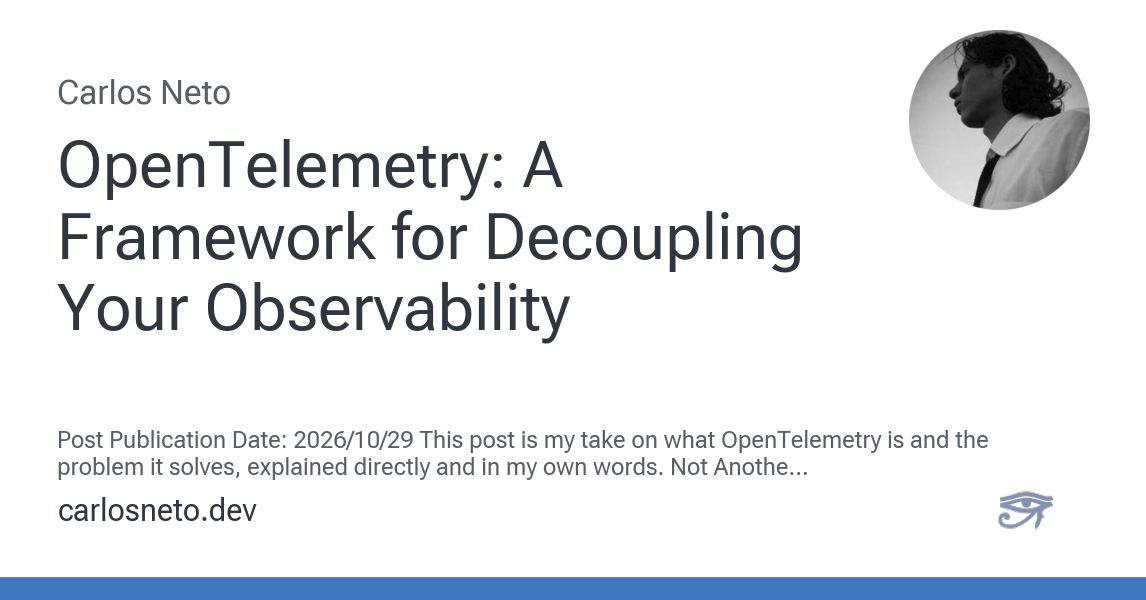 Carlos Neto
OpenTelemetry: A
Framework for Decoupling
Your Observability
Post Publication Date: 2026/10/29 This post is my take on what OpenTelemetry is and the
problem it solves, explained directly and in my own words. Not Anothe...
carlosneto.dev